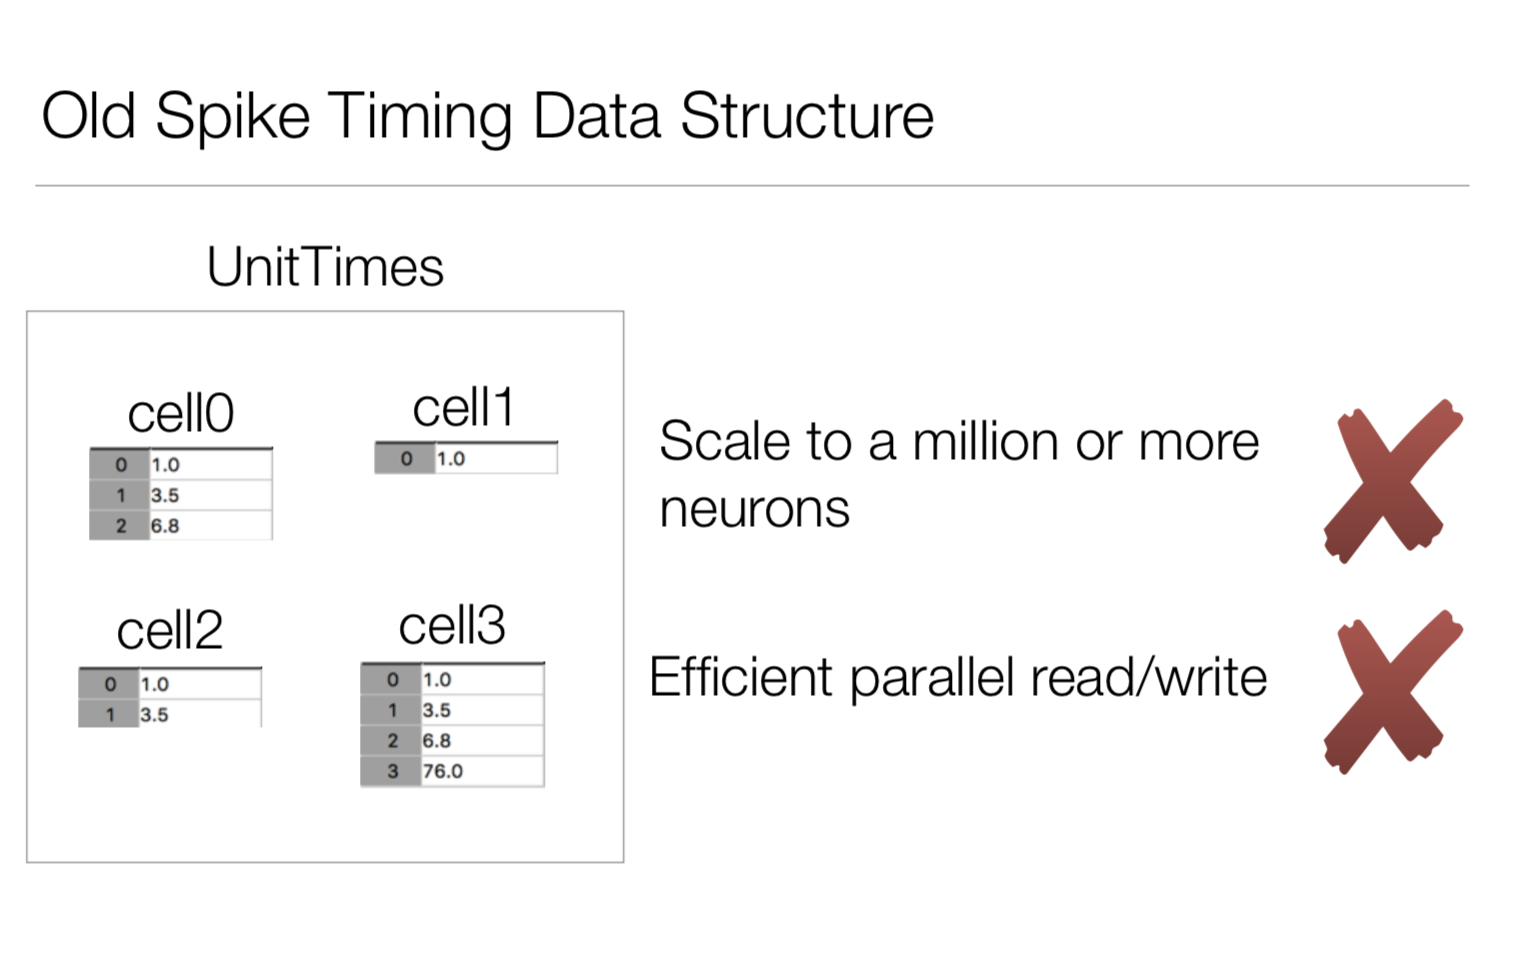 Old Spike Timing Data Structure
UnitTimes
cell0
0 1.0
1 3.5
2 6.8
cell1
0 1.0
cell2
0 1.0
1 3.5
cell3
0 1.0
1 3.5
2 6.8
3 76.0
Scale to a million or more
neurons
Efficient parallel read/write